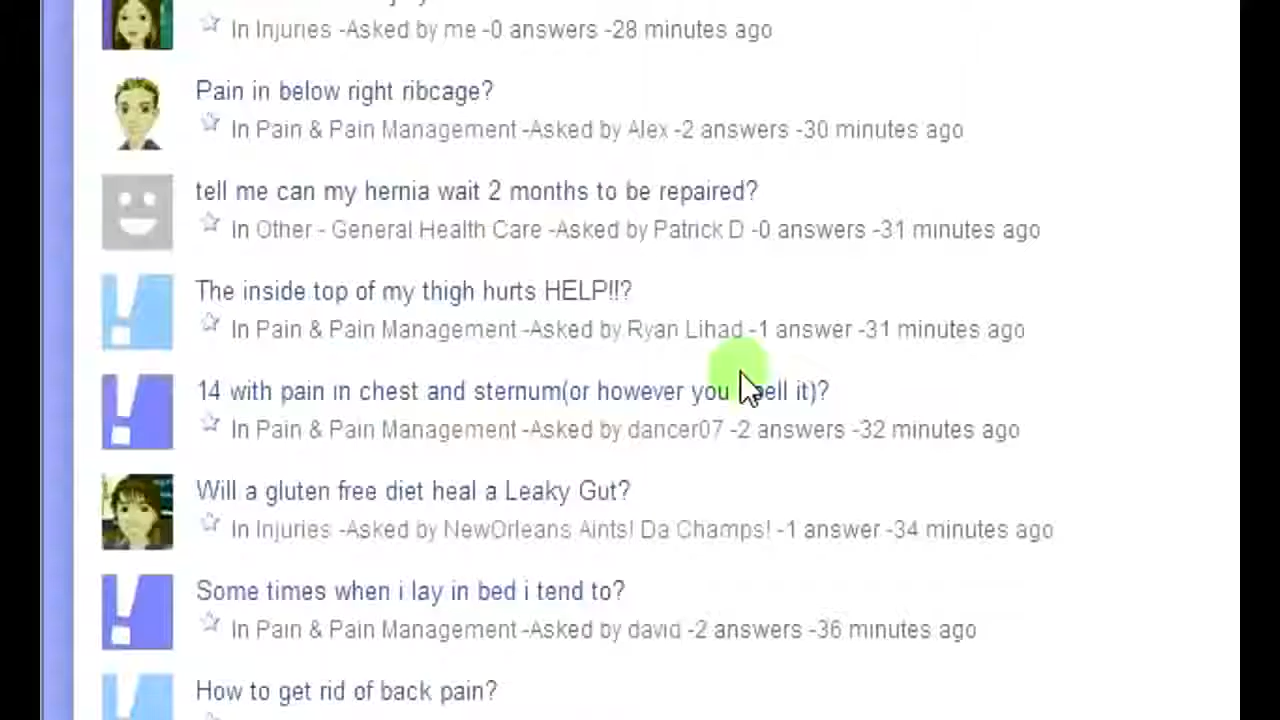 In Injuries -Asked by me -0 answers -28 minutes ago
Pain in below right ribcage?
In Pain & Pain Management -Asked by Alex -2 answers -30 minutes ago
tell me can my hernia wait 2 months to be repaired?
In Other - General Health Care -Asked by Patrick D -0 answers -31 minutes ago
The inside top of my thigh hurts HELP!!?
In Pain & Pain Management -Asked by Ryan Lihad -1 answer -31 minutes ago
14 with pain in chest and sternum(or however you it)?
In Pain & Pain Management -Asked by dancer07 -2 answers -32 minutes ago
Will a gluten free diet heal a Leaky Gut?
In Injuries -Asked by NewOrleans Aints! Da Champs! -1 answer -34 minutes ago
Some times when i lay in bed i tend to?
In Pain & Pain Management -Asked by david -2 answers -36 minutes ago
How to get rid of back pain?